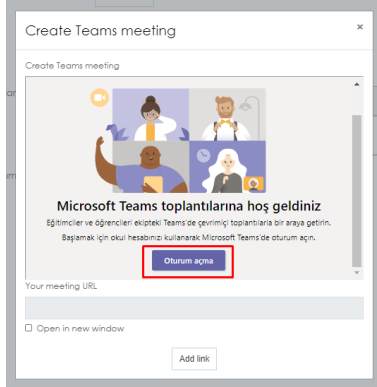 Create Teams meeting
×
Create Teams meeting
Microsoft Teams toplantılarına hoş geldiniz
Eğitimciler ve öğrencileri ekipteki Teams'de çevrimiçi toplantılarla bir araya getirin.
Başlamak için okul hesabınızı kullanarak Microsoft Teams'de oturum açın.
Oturum açma
Your meeting URL
Open in new window
Add link